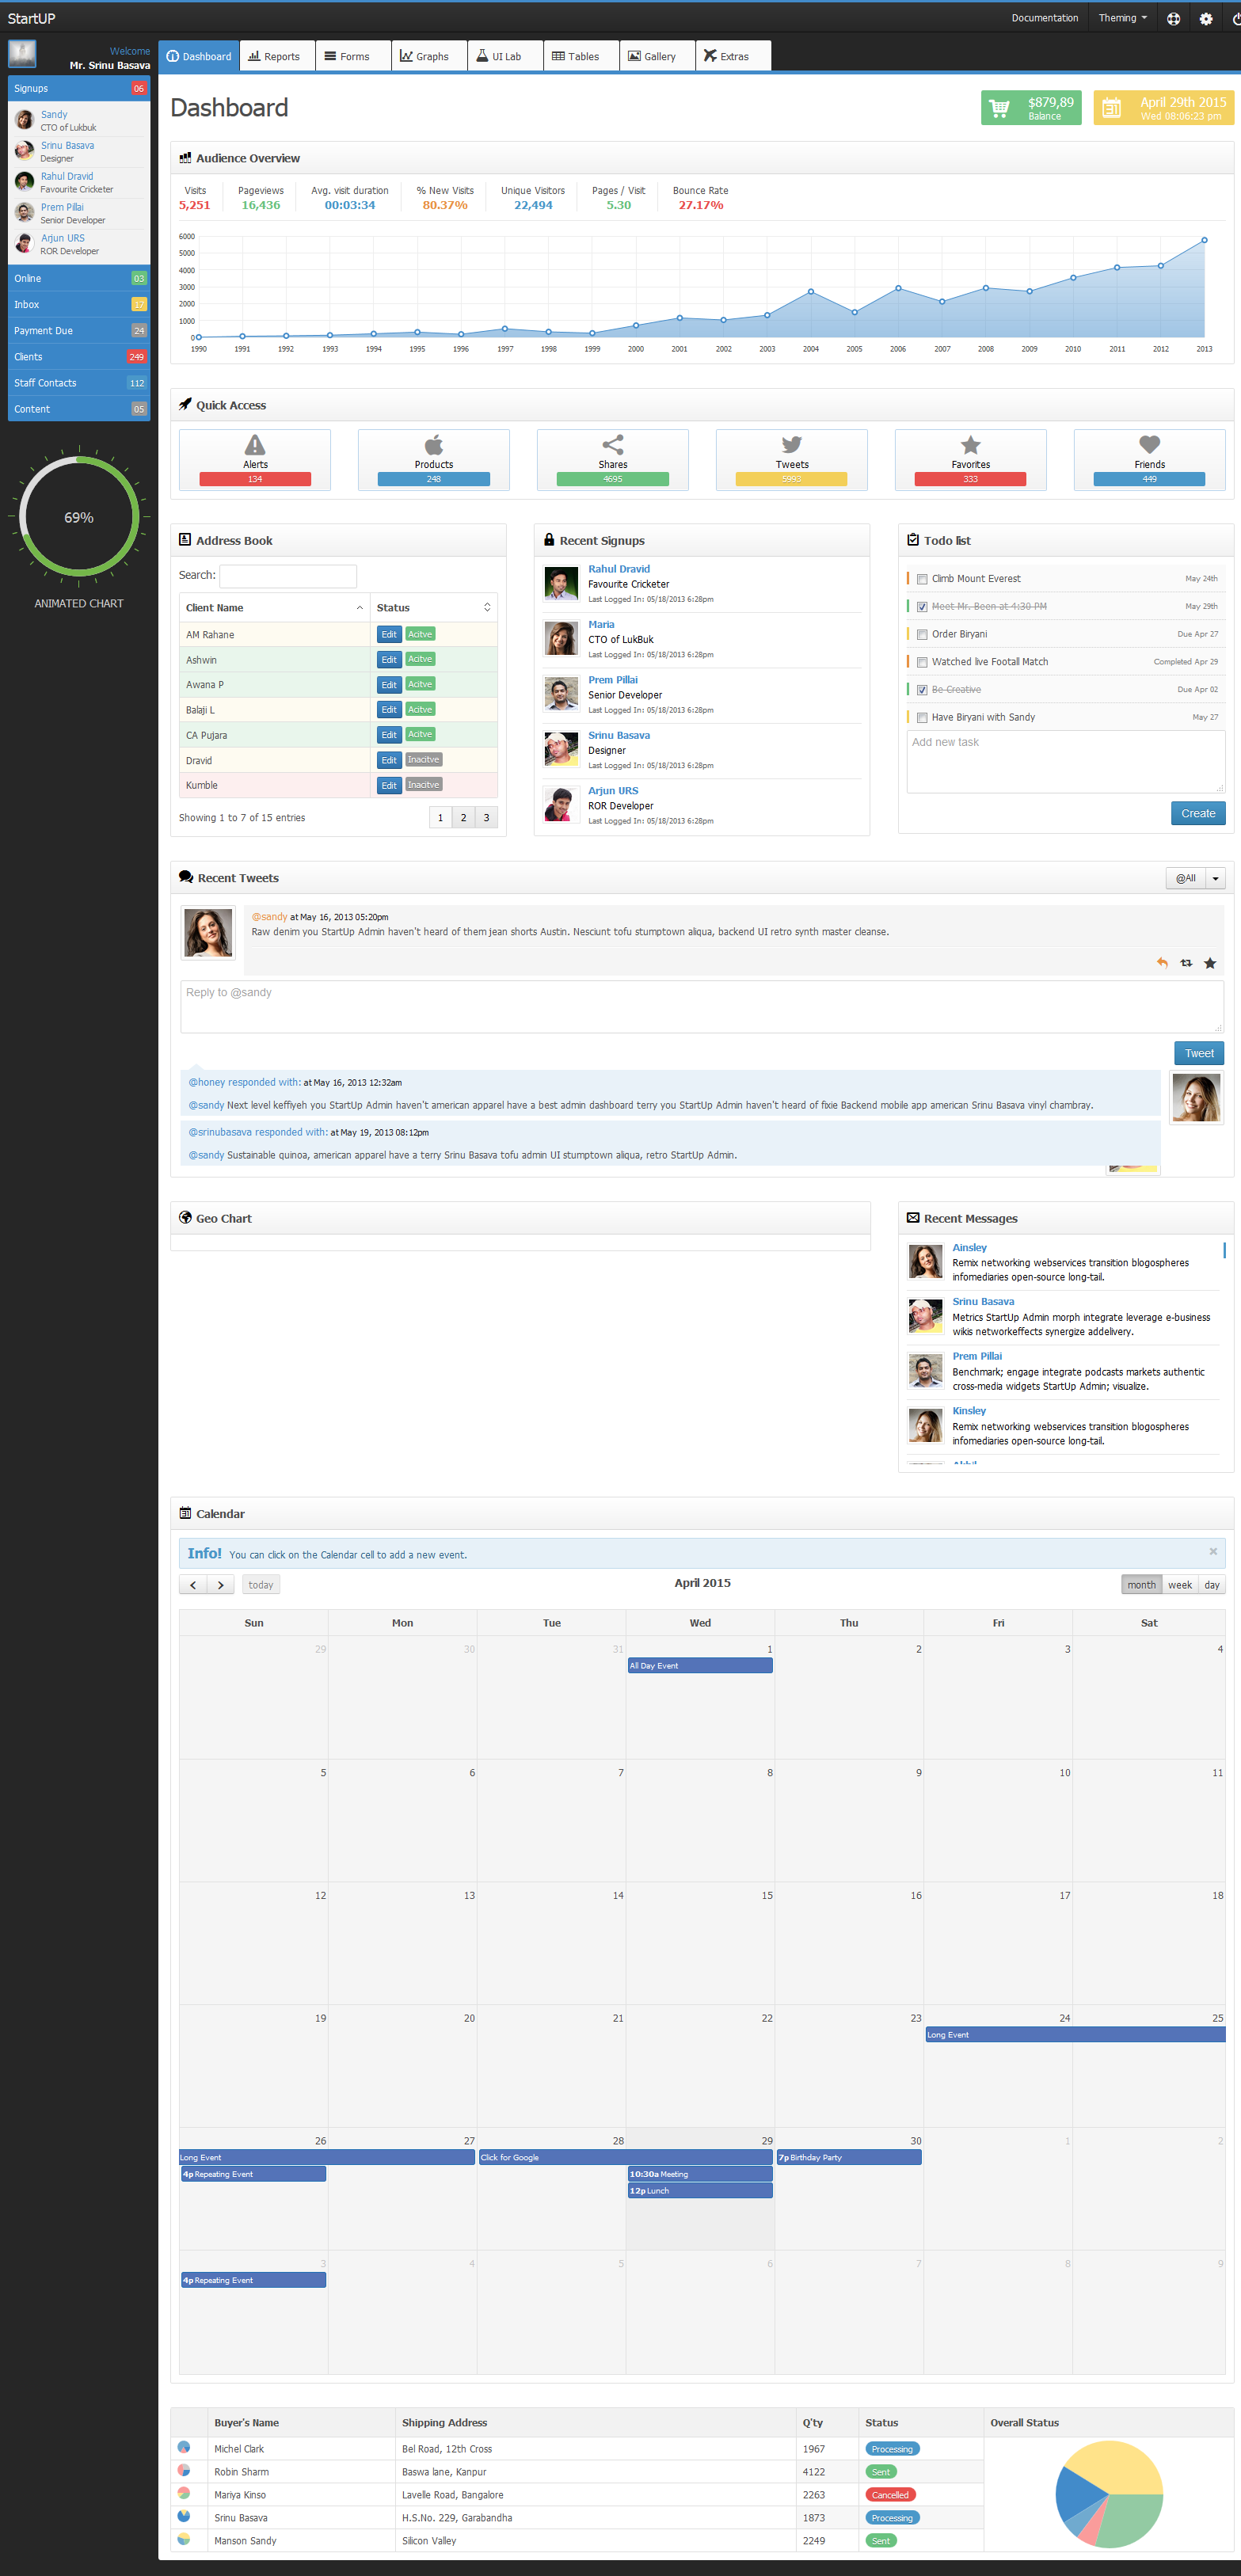 StartUP
Documentation Theming
Welcome
Mr. Srinu Basava
Signups 06
Sandy
CTO of Lukbuk
Srinu Basava
Designer
Rahul Dravid
Favourite Cricketer
Prem Pillai
Senior Developer
Arjun URS
ROR Developer
Online 03
Inbox 17
Payment Due 24
Clients 249
Staff Contacts 112
Content 05
69%
ANIMATED CHART
Dashboard Reports Forms Graphs UI Lab Tables Gallery Extras
Dashboard
$879,89
Balance
April 29th 2015
Wed 08:06:23 pm
Audience Overview
Visits Pageviews Avg. visit duration % New Visits Unique Visitors Pages / Visit Bounce Rate
5,251 16,436 00:03:34 80.37% 22,494 5.30 27.17%
6000
5000
4000
3000
2000
1000
0
1990 1991 1992 1993 1994 1995 1996 1997 1998 1999 2000 2001 2002 2003 2004 2005 2006 2007 2008 2009 2010 2011 2012 2013
Quick Access
Alerts Products Shares Tweets Favorites Friends
134 248 4695 5993 333 449
Address Book
Search:
Client Name Status
AM Rahane Edit Acitve
Ashwin Edit Acitve
Awana P Edit Acitve
Balaji L Edit Acitve
CA Pujara Edit Acitve
Dravid Edit Inacitve
Kumble Edit Inacitve
Showing 1 to 7 of 15 entries 1 2 3
Recent Signups
Rahul Dravid
Favourite Cricketer
Last Logged In: 05/18/2013 6:28pm
Maria
CTO of LukBuk
Last Logged In: 05/18/2013 6:28pm
Prem Pillai
Senior Developer
Last Logged In: 05/18/2013 6:28pm
Srinu Basava
Designer
Last Logged In: 05/18/2013 6:28pm
Arjun URS
ROR Developer
Last Logged In: 05/18/2013 6:28pm
Todo list
Climb Mount Everest May 24th
Meet Mr. Been at 4:30 PM May 29th
Order Biryani Due Apr 27
Watched live Footall Match Completed Apr 29
Be Creative Due Apr 02
Have Biryani with Sandy May 27
Add new task
Create
Recent Tweets @All
@sandy at May 16, 2013 05:20pm
Raw denim you StartUp Admin haven't heard of them jean shorts Austin. Nesciunt tofu stumptown aliqua, backend UI retro synth master cleanse.
Reply to @sandy
Tweet
@honey responded with: at May 16, 2013 12:32am
@sandy Next level keffiyeh you StartUp Admin haven't american apparel have a best admin dashboard terry you StartUp Admin haven't heard of fixie Backend mobile app american Srinu Basava vinyl chambray.
@srinubasava responded with: at May 19, 2013 08:12pm
@sandy Sustainable quinoa, american apparel have a terry Srinu Basava tofu admin UI stumptown aliqua, retro StartUp Admin.
Geo Chart
Recent Messages
Ainsley
Remix networking webservices transition blogospheres
infomediaries open-source long-tail.
Srinu Basava
Metrics StartUp Admin morph integrate leverage e-business
wikis networkeffects synergize addelivery.
Prem Pillai
Benchmark; engage integrate podcasts markets authentic
cross-media widgets StartUp Admin; visualize.
Kinsley
Remix networking webservices transition blogospheres
infomediaries open-source long-tail.
31 Calendar
Info! You can click on the Calendar cell to add a new event. ×
today April 2015 month week day
Sun Mon Tue Wed Thu Fri Sat
29 30 31 1 2 3 4
All Day Event
5 6 7 8 9 10 11
12 13 14 15 16 17 18
19 20 21 22 23 24 25
Long Event
26 27 28 29 30 1 2
Long Event Click for Google 7p Birthday Party
4p Repeating Event 10:30a Meeting
12p Lunch
3 4 5 6 7 8 9
4p Repeating Event
Buyer's Name Shipping Address Q'ty Status Overall Status
Michel Clark Bel Road, 12th Cross 1967 Processing
Robin Sharm Baswa lane, Kanpur 4122 Sent
Mariya Kinso Lavelle Road, Bangalore 2263 Cancelled
Srinu Basava H.S.No. 229, Garabandha 1873 Processing
Manson Sandy Silicon Valley 2249 Sent